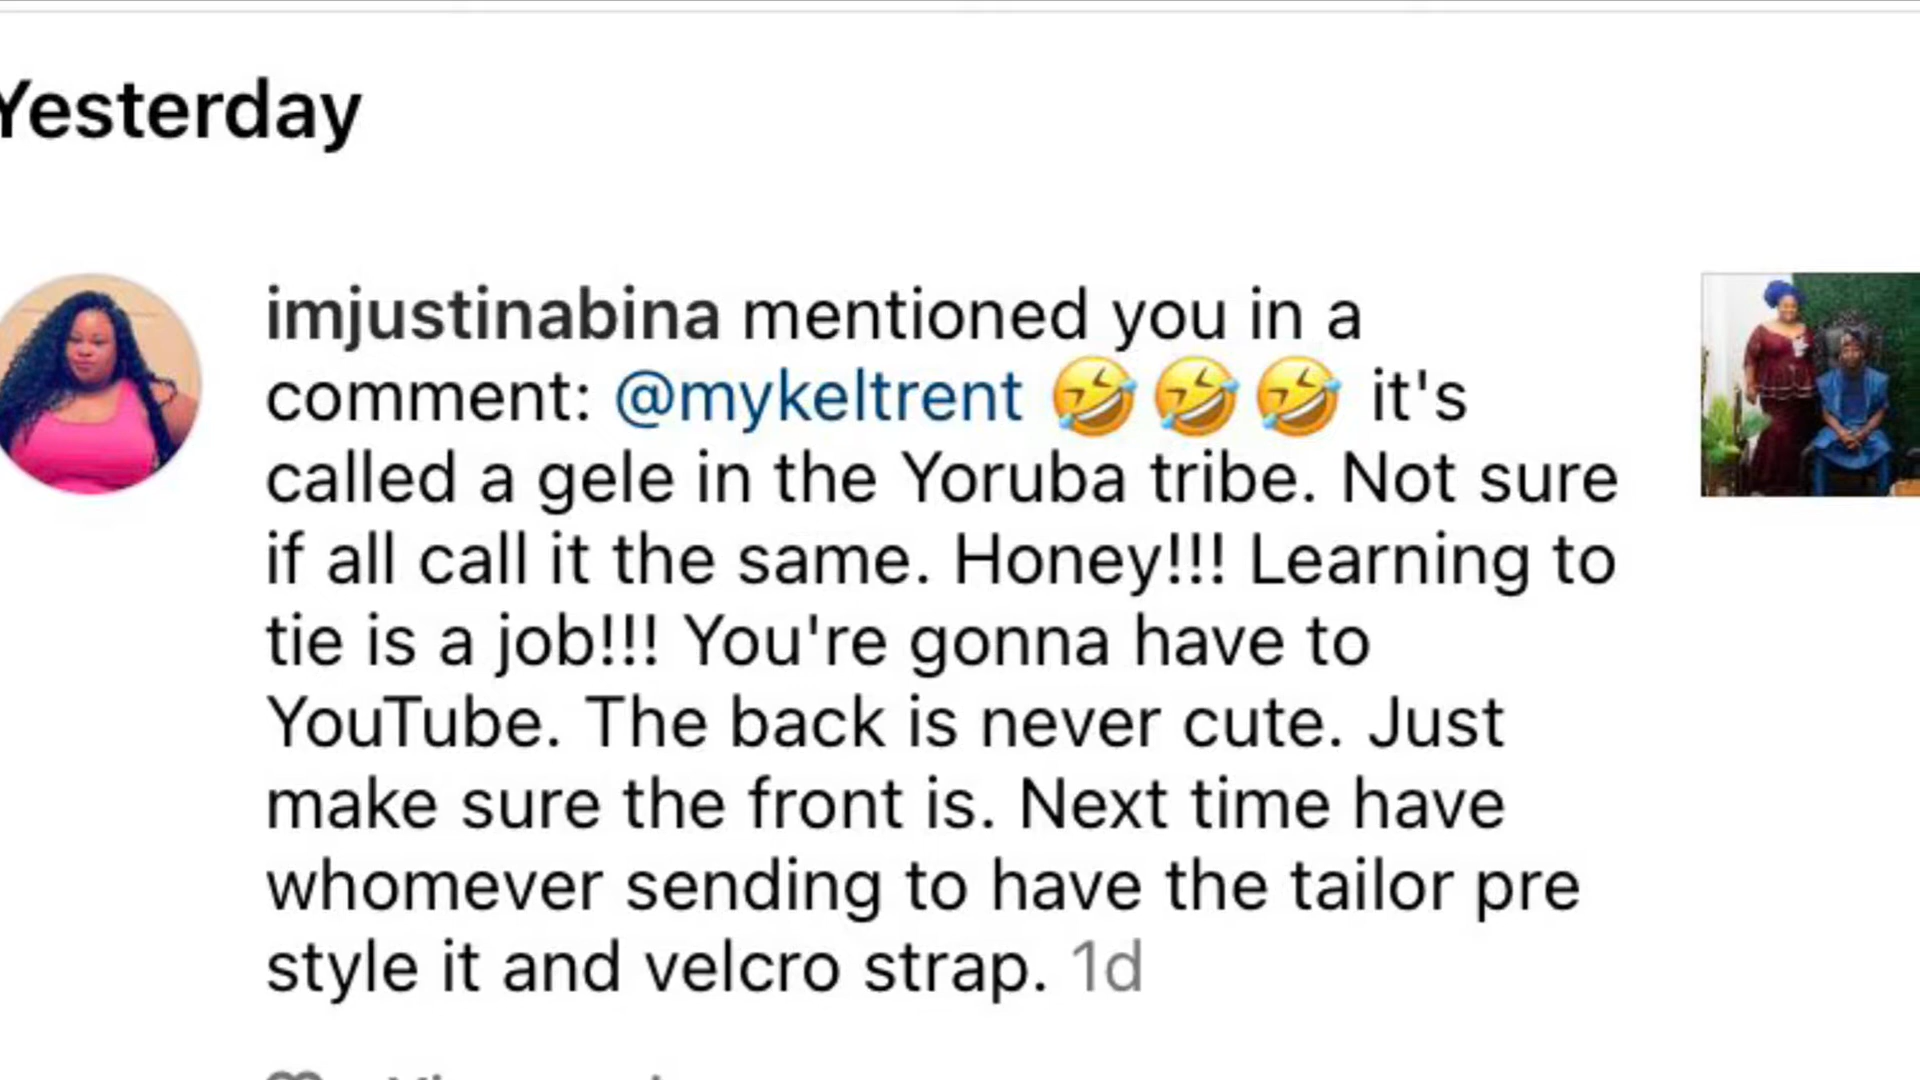 Yesterday
imjustinabina mentioned you in a
comment: @mykeltrent 🤣🤣🤣 it's
called a gele in the Yoruba tribe. Not sure
if all call it the same. Honey!!! Learning to
tie is a job!!! You're gonna have to
YouTube. The back is never cute. Just
make sure the front is. Next time have
whomever sending to have the tailor pre
style it and velcro strap. 1d